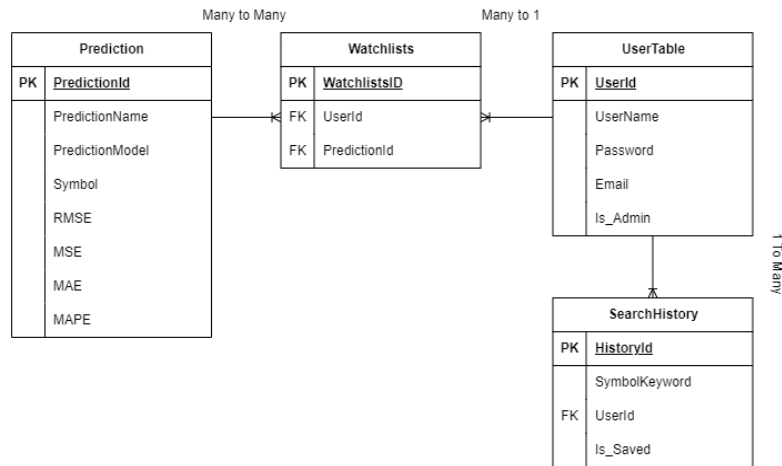 Many to Many
Many to 1
Prediction
PK PredictionId
PredictionName
PredictionModel
Symbol
RMSE
MSE
MAE
MAPE
Watchlists
PK WatchlistsID
FK UserId
FK PredictionId
UserTable
PK UserId
UserName
Password
Email
Is_Admin
1 To Many
SearchHistory
PK HistoryId
SymbolKeyword
FK UserId
Is_Saved